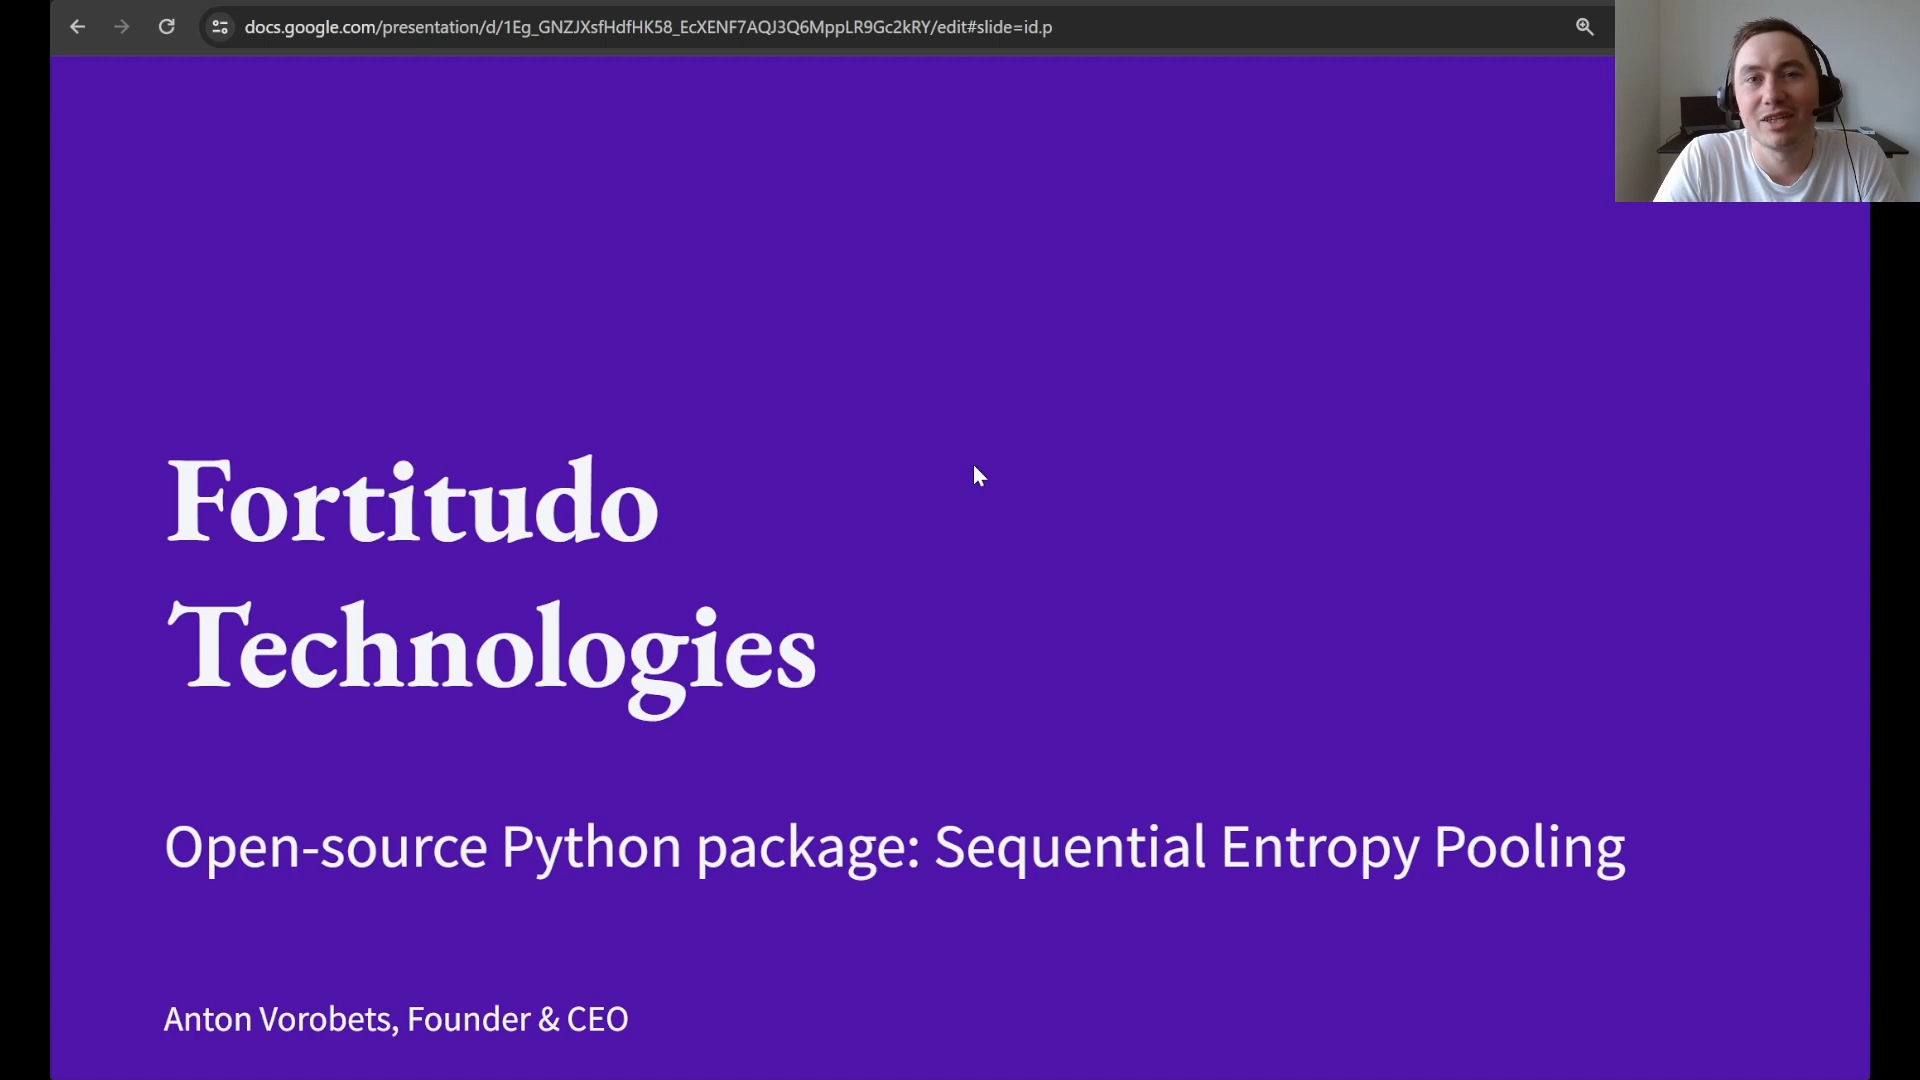 docs.google.com/presentation/d/1Eg_GNZJXsfHdfHK58_EcXENF7AQJ3Q6MppLR9Gc2kRY/edit#slide=id.p
Fortitudo
Technologies
Open-source Python package: Sequential Entropy Pooling
Anton Vorobets, Founder & CEO